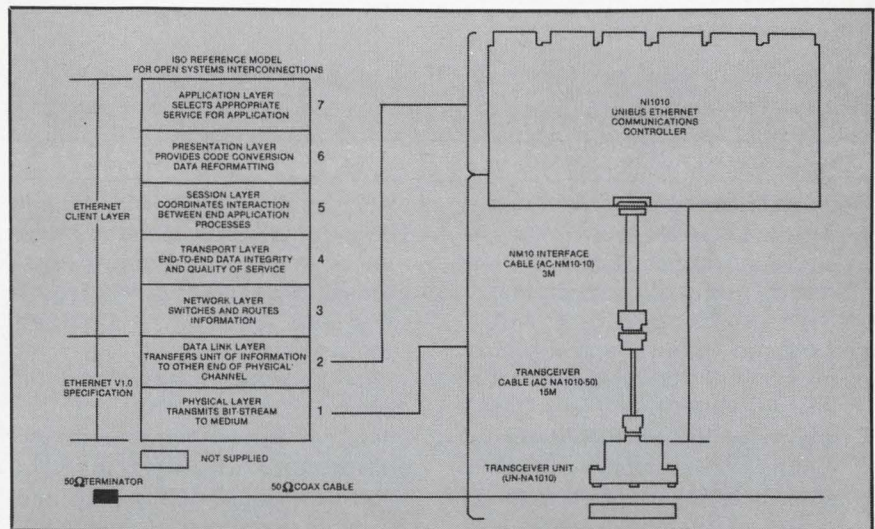 ISO REFERENCE MODEL
FOR OPEN SYSTEMS INTERCONNECTIONS
APPLICATION LAYER
SELECTS APPROPRIATE
SERVICE FOR APPLICATION
7
PRESENTATION LAYER
PROVIDES CODE CONVERSION
DATA REFORMATTING
6
SESSION LAYER
COORDINATES INTERACTION
BETWEEN END APPLICATION
PROCESSES
5
TRANSPORT LAYER
END-TO-END DATA INTEGRITY
AND QUALITY OF SERVICE
4
NETWORK LAYER
SWITCHES AND ROUTES
INFORMATION
3
DATA LINK LAYER
TRANSFERS UNIT OF INFORMATION
TO OTHER END OF PHYSICAL
CHANNEL
2
PHYSICAL LAYER
TRANSMITS BIT-STREAM
TO MEDIUM
1
ETHERNET
CLIENT LAYER
ETHERNET V1.0
SPECIFICATION
NOT SUPPLIED
50Ω TERMINATOR
50Ω COAX CABLE
NI1010
UNIBUS ETHERNET
COMMUNICATIONS
CONTROLLER
NM10 INTERFACE
CABLE (AC-NM10-10)
3M
TRANSCEIVER
CABLE (AC NA1010-50)
15M
TRANSCEIVER UNIT
(UN-NA1010)